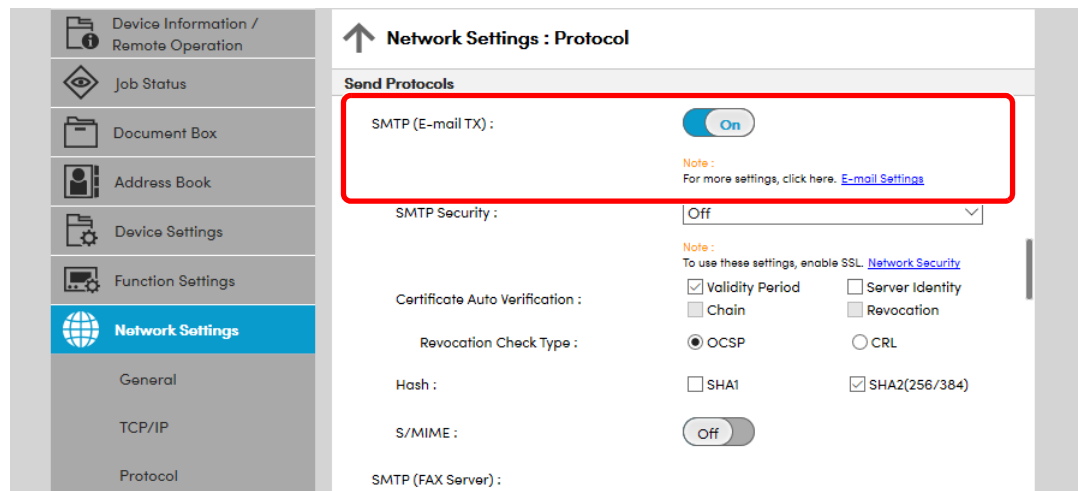 Device Information /
Remote Operation
Job Status
Document Box
Address Book
Device Settings
Function Settings
Network Settings
General
TCP/IP
Protocol
Network Settings : Protocol
Send Protocols
SMTP (E-mail TX) :
On
Note :
For more settings, click here. E-mail Settings
SMTP Security :
Off
Note :
To use these settings, enable SSL. Network Security
Certificate Auto Verification :
Validity Period
Server Identity
Chain
Revocation
Revocation Check Type :
OCSP
CRL
Hash :
SHA1
SHA2(256/384)
S/MIME :
Off
SMTP (FAX Server) :